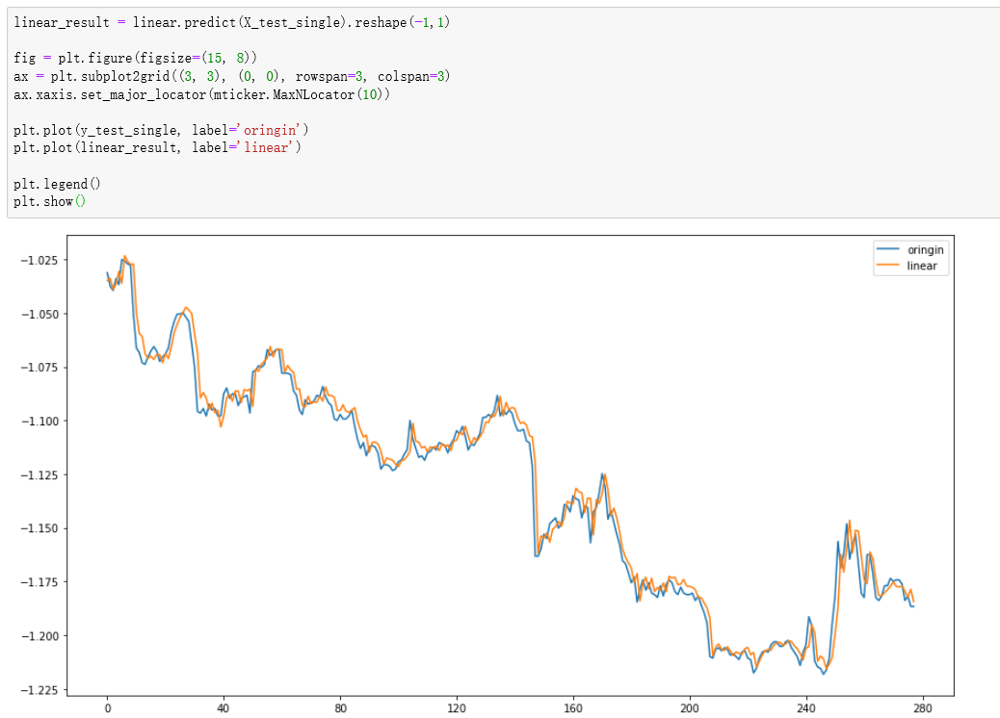 linear_result = linear.predict(X_test_single).reshape(-1,1)
fig = plt.figure(figsize=(15, 8))
ax = plt.subplot2grid((3, 3), (0, 0), rowspan=3, colspan=3)
ax.xaxis.set_major_locator(mticker.MaxNLocator(10))
plt.plot(y_test_single, label='oringin')
plt.plot(linear_result, label='linear')
plt.legend()
plt.show()
oringin
linear
−1.025
−1.050
−1.075
−1.100
−1.125
−1.150
−1.175
−1.200
−1.225
0 40 80 120 160 200 240 280